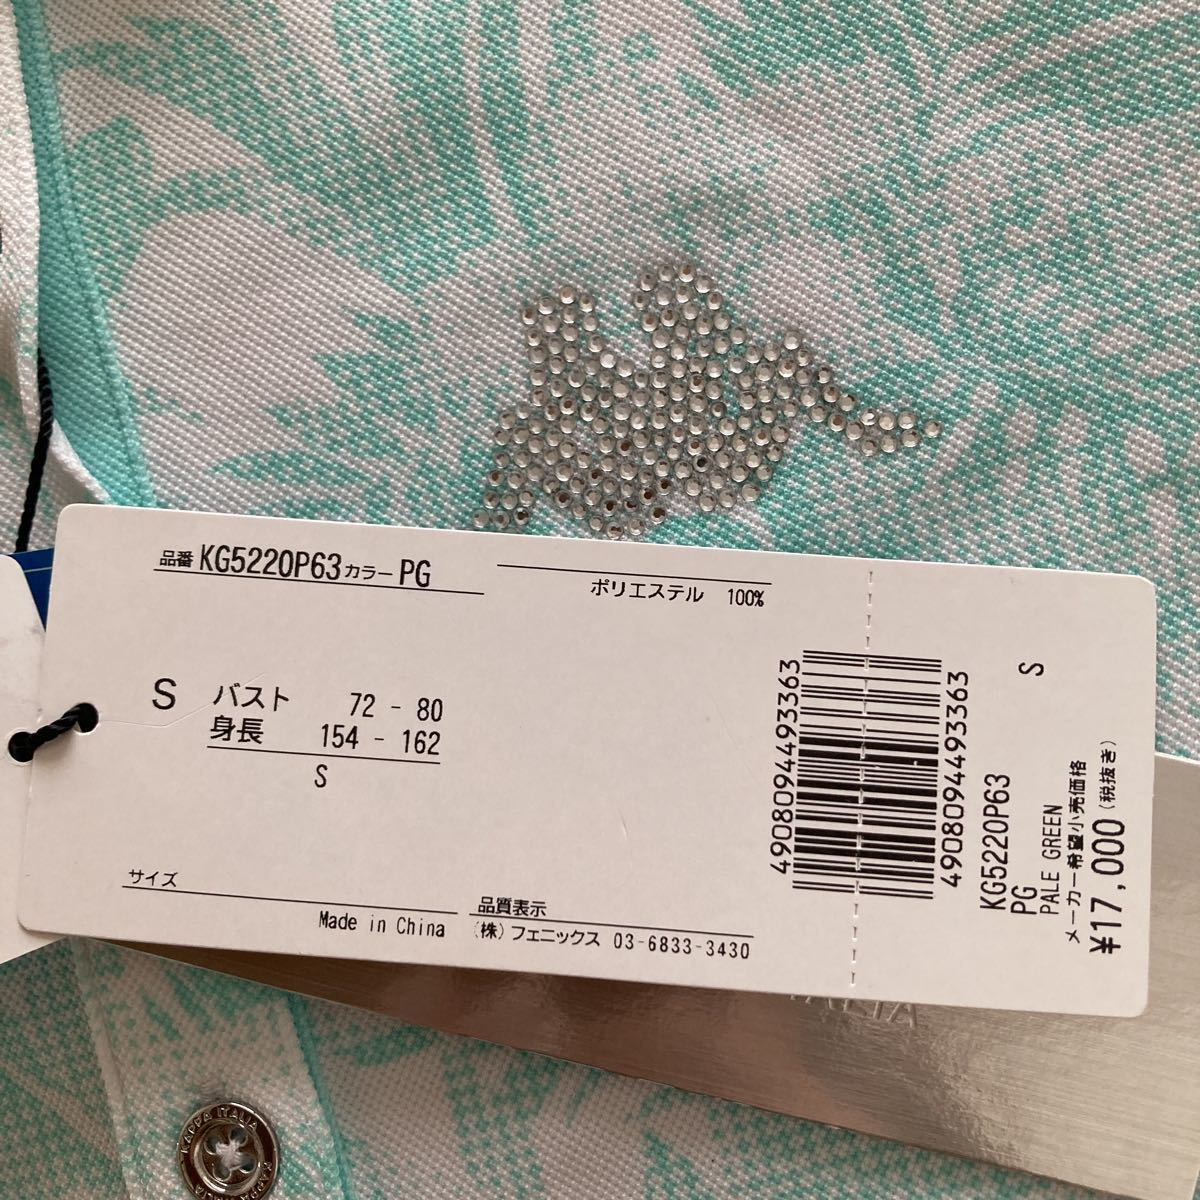 品番 KG5220P63 カラー PG
ポリエステル 100%
S バスト 72 - 80
身長 154 - 162
S
サイズ
Made in China
品質表示
(株) フェニックス 03-6833-3430
4908094493363
4908094493363
S
KG5220P63
PG
PALE GREEN
メーカー希望小売価格
¥17,000 (税抜き)
KAPPA ITALIA
KAPPA ITALIA